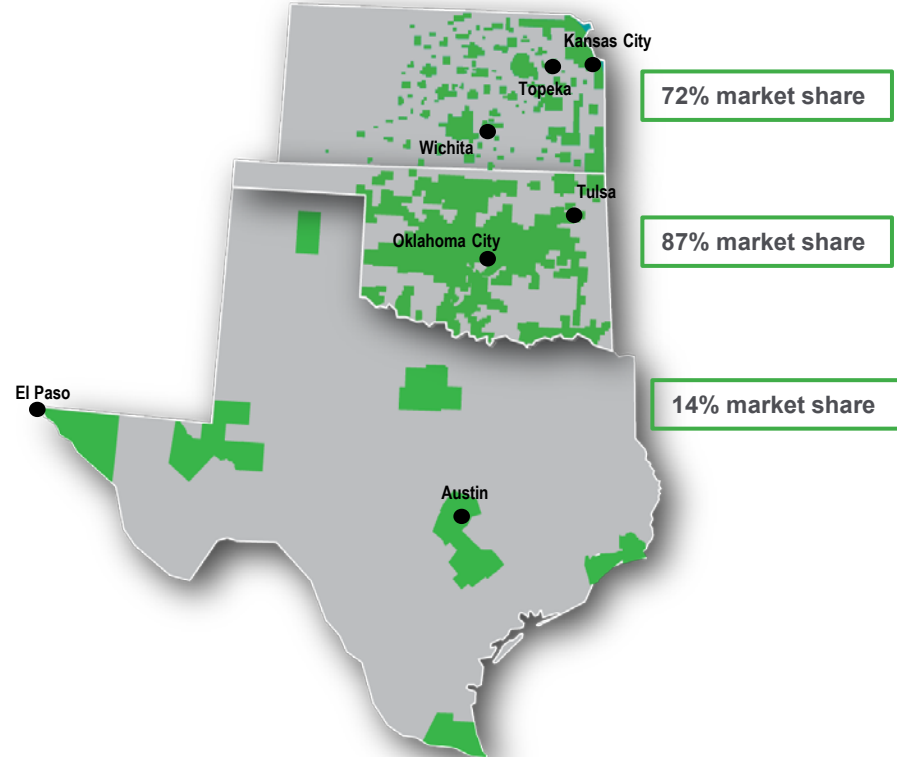 Kansas City
Topeka
72% market share
Wichita
Tulsa
87% market share
Oklahoma City
El Paso
14% market share
Austin